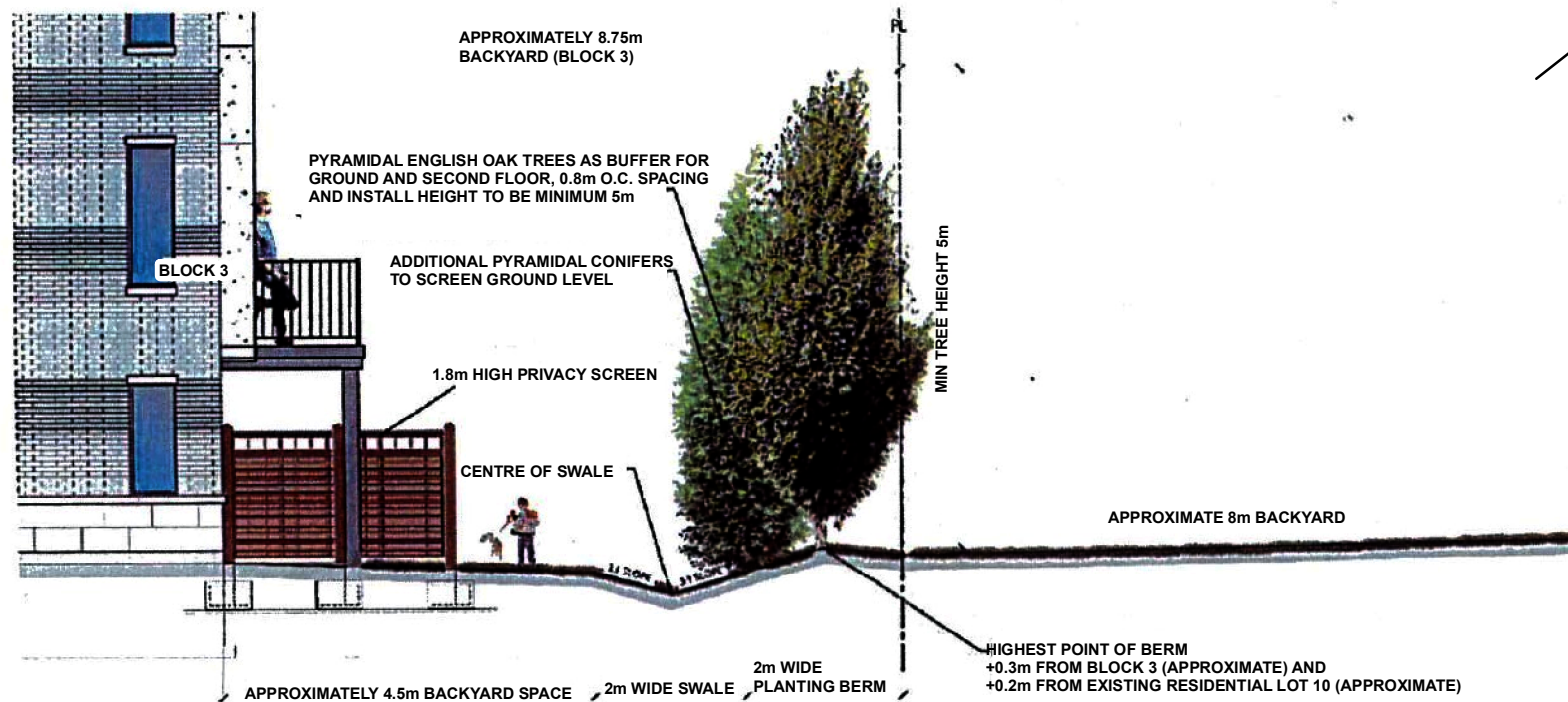 APPROXIMATELY 8.75m
BACKYARD (BLOCK 3)
PL
PYRAMIDAL ENGLISH OAK TREES AS BUFFER FOR
GROUND AND SECOND FLOOR, 0.8m O.C. SPACING
AND INSTALL HEIGHT TO BE MINIMUM 5m
BLOCK 3
ADDITIONAL PYRAMIDAL CONIFERS
TO SCREEN GROUND LEVEL
MIN TREE HEIGHT 5m
1.8m HIGH PRIVACY SCREEN
CENTRE OF SWALE
APPROXIMATE 8m BACKYARD
SLOPE
SLOPE
HIGHEST POINT OF BERM
+0.3m FROM BLOCK 3 (APPROXIMATE) AND
+0.2m FROM EXISTING RESIDENTIAL LOT 10 (APPROXIMATE)
APPROXIMATELY 4.5m BACKYARD SPACE
2m WIDE SWALE
2m WIDE
PLANTING BERM